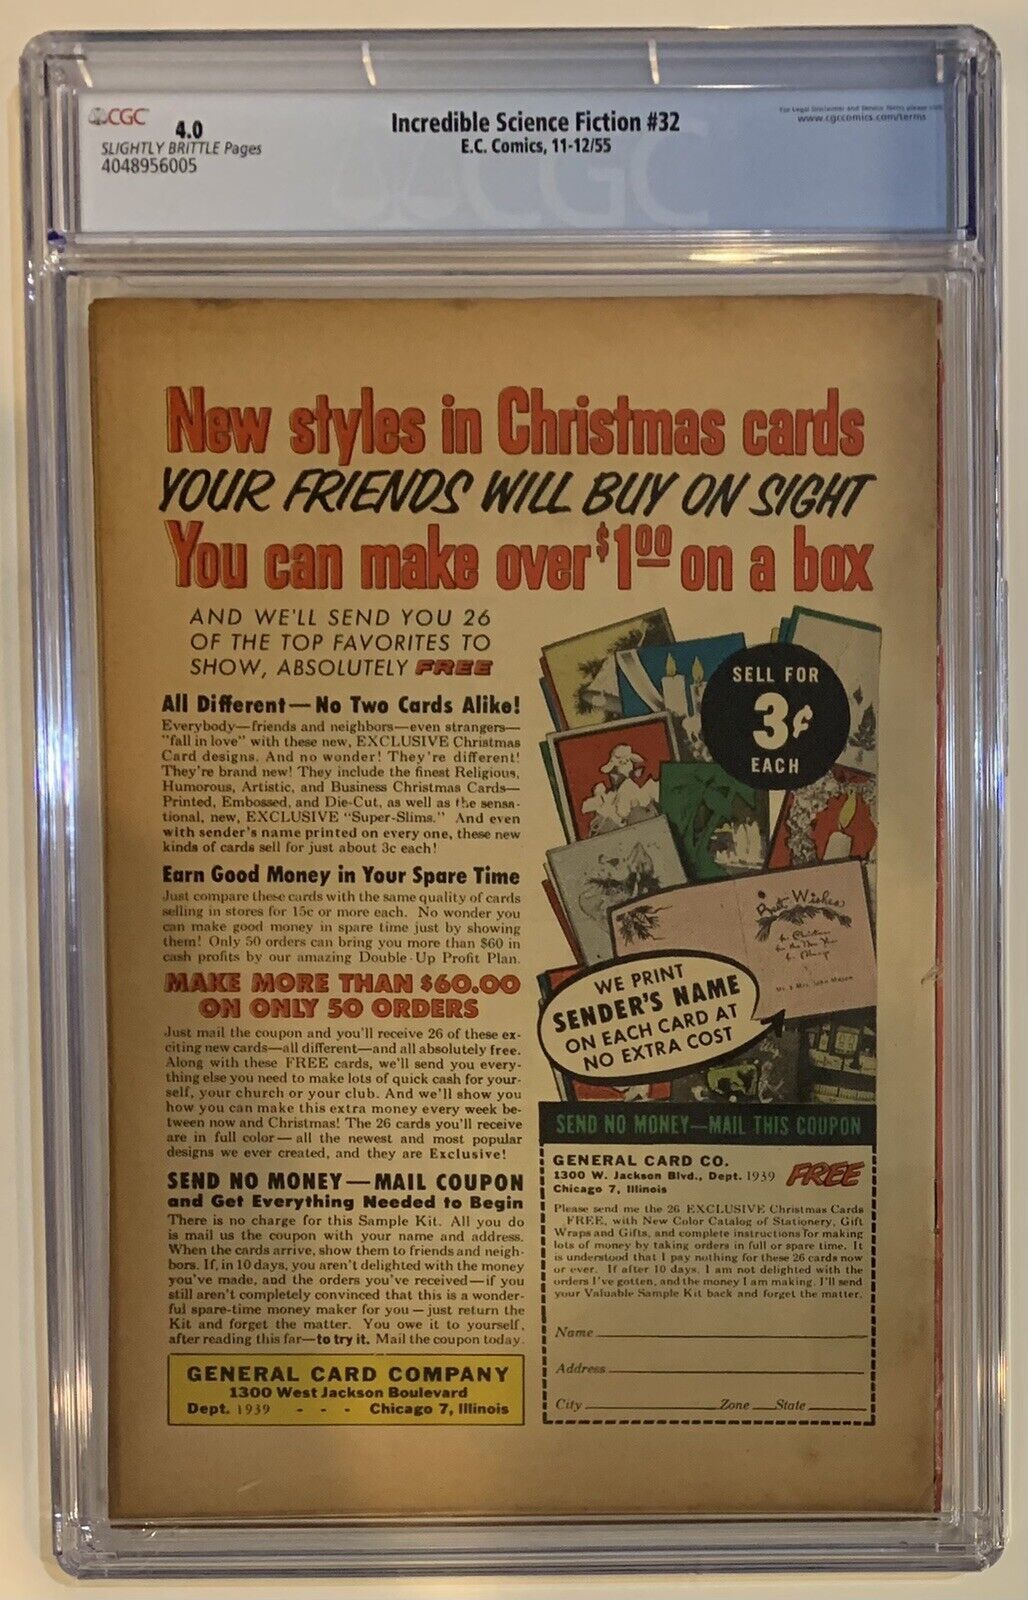 CGC
4.0
SLIGHTLY BRITTLE Pages
4048956005
Incredible Science Fiction #32
E.C. Comics, 11-12/55
www.cgccomics.com/terms
CGC
New styles in Christmas cards
YOUR FRIENDS WILL BUY ON SIGHT
You can make over $1.00 on a box
AND WE'LL SEND YOU 26
OF THE TOP FAVORITES TO
SHOW, ABSOLUTELY FREE
All Different—No Two Cards Alike!
Everybody—friends and neighbors—even strangers—
"fall in love" with these new, EXCLUSIVE Christmas
Card designs. And no wonder! They're different!
They're brand new! They include the finest Religious,
Humorous, Artistic, and Business Christmas Cards—
Printed, Embossed, and Die-Cut, as well as the sensa-
tional, new, EXCLUSIVE "Super-Slims." And even
with sender's name printed on every one, these new
kinds of cards sell for just about 3c each!
Earn Good Money in Your Spare Time
Just compare these cards with the same quality of cards
selling in stores for 15c or more each. No wonder you
can make good money in spare time just by showing
them! Only 50 orders can bring you more than $60 in
cash profits by our amazing Double-Up Profit Plan.
MAKE MORE THAN $60.00
ON ONLY 50 ORDERS
Just mail the coupon and you'll receive 26 of these ex-
citing new cards—all different—and all absolutely free.
Along with these FREE cards, we'll send you every-
thing else you need to make lots of quick cash for your-
self, your church or your club. And we'll show you
how you can make this extra money every week be-
tween now and Christmas! The 26 cards you'll receive
are in full color—all the newest and most popular
designs we ever created, and they are Exclusive!
SEND NO MONEY—MAIL COUPON
and Get Everything Needed to Begin
There is no charge for this Sample Kit. All you do
is mail us the coupon with your name and address.
When the cards arrive, show them to friends and neigh-
bors. If, in 10 days, you aren't delighted with the money
you've made, and the orders you've received—if you
still aren't completely convinced that this is a wonder-
ful spare-time money maker for you—just return the
Kit and forget the matter. You owe it to yourself,
after reading this far—to try it. Mail the coupon today.
GENERAL CARD COMPANY
1300 West Jackson Boulevard
Dept. 1939 - - - Chicago 7, Illinois
SELL FOR
3¢
EACH
Best Wishes
Mr. & Mrs. John Mason
WE PRINT
SENDER'S NAME
ON EACH CARD AT
NO EXTRA COST
SEND NO MONEY—MAIL THIS COUPON
GENERAL CARD CO.
1300 W. Jackson Blvd., Dept. 1939
Chicago 7, Illinois
FREE
Please send me the 26 EXCLUSIVE Christmas Cards
FREE, with New Color Catalog of Stationery, Gift
Wraps and Gifts, and complete instructions for making
lots of money by taking orders in full or spare time. It
is understood that I pay nothing for these 26 cards now
or ever. If after 10 days, I am not delighted with the
orders I've gotten, and the money I am making, I'll send
your Valuable Sample Kit back and forget the matter.
Name
Address
City Zone State